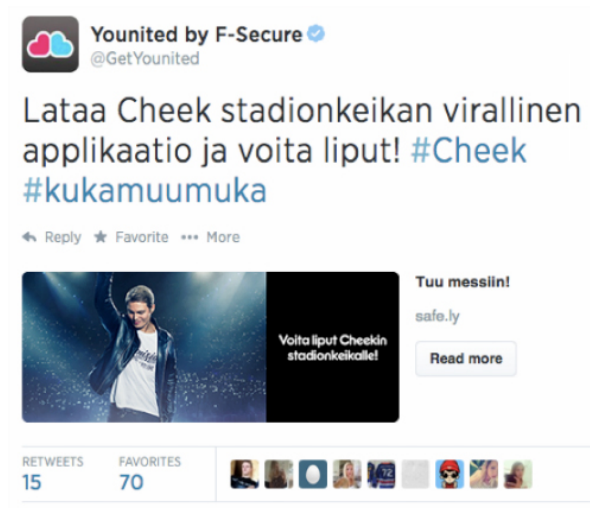 Younited by F-Secure
@GetYounited
Lataa Cheek stadionkeikan virallinen
applikaatio ja voita liput! #Cheek
#kukamuumuka
Reply Favorite More
Tuu messiin!
safe.ly
Voita liput Cheekin
stadionkeikalle!
Read more
RETWEETS FAVORITES
15 70
72